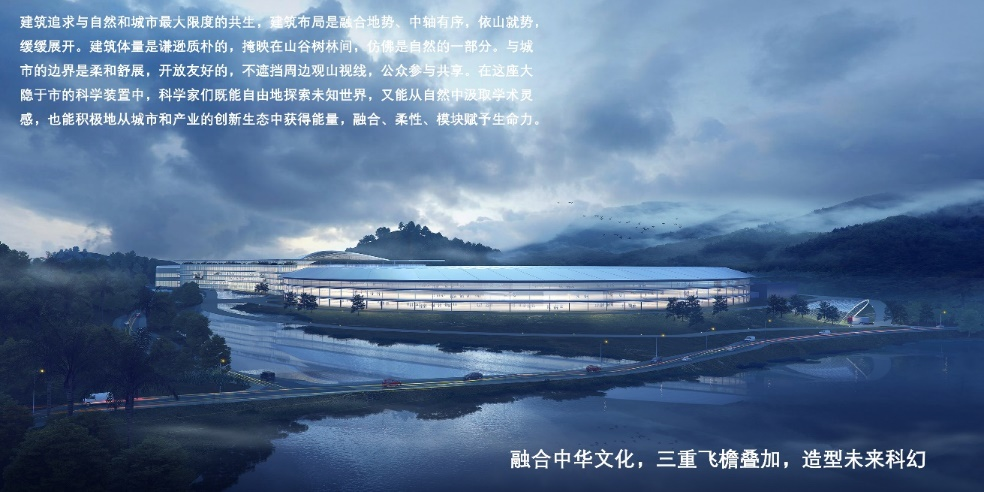 建筑追求与自然和城市最大限度的共生，建筑布局是融合地势、中轴有序，依山就势，
缓缓展开。建筑体量是谦逊质朴的，掩映在山谷树林间，仿佛是自然的一部分。与城
市的边界是柔和舒展，开放友好的，不遮挡周边观山视线，公众参与共享。在这座大
隐于市的科学装置中，科学家们既能自由地探索未知世界，又能从自然中汲取学术灵
感，也能积极地从城市和产业的创新生态中获得能量，融合、柔性、模块赋予生命力。
融合中华文化，三重飞檐叠加，造型未来科幻